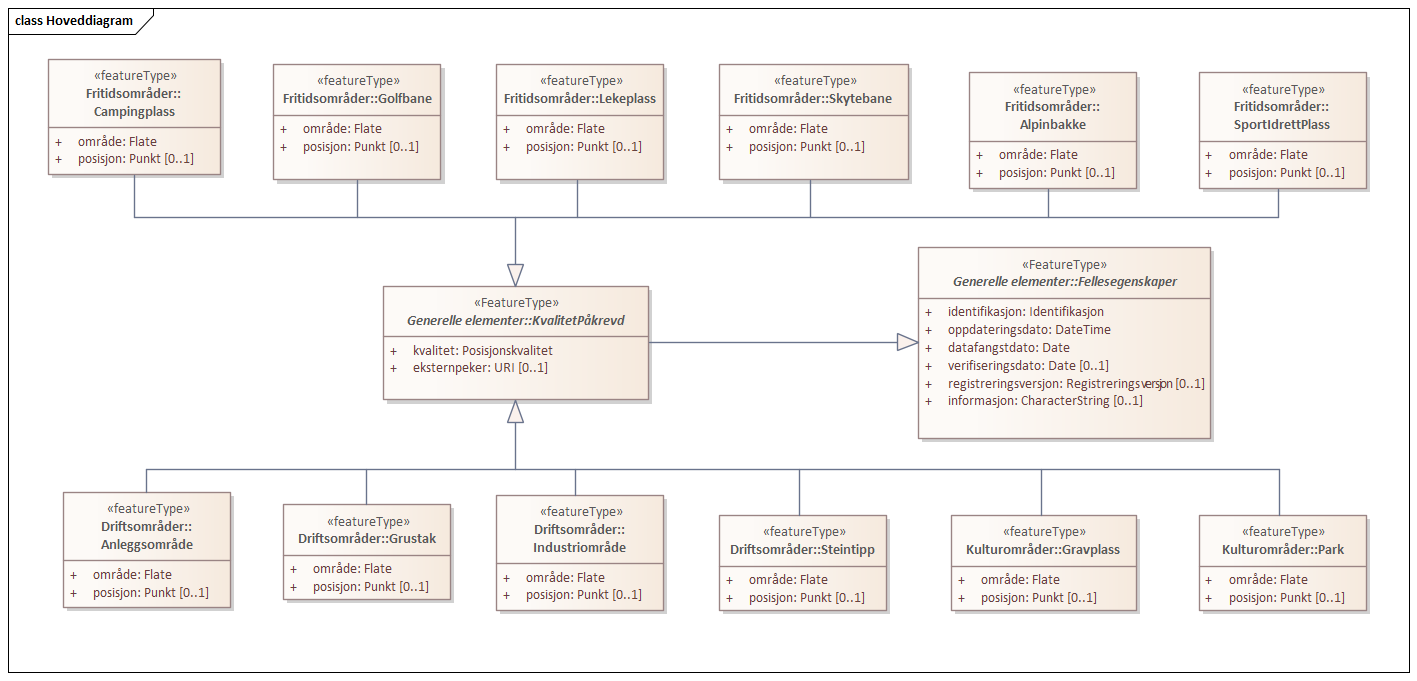 class Hoveddiagram
«featureType»
Fritidsområder::
Campingplass
+ område: Flate
+ posisjon: Punkt [0..1]
«featureType»
Fritidsområder::Golfbane
+ område: Flate
+ posisjon: Punkt [0..1]
«featureType»
Fritidsområder::Lekeplass
+ område: Flate
+ posisjon: Punkt [0..1]
«featureType»
Fritidsområder::Skytebane
+ område: Flate
+ posisjon: Punkt [0..1]
«featureType»
Fritidsområder::
Alpinbakke
+ område: Flate
+ posisjon: Punkt [0..1]
«featureType»
Fritidsområder::
SportIdrettPlass
+ område: Flate
+ posisjon: Punkt [0..1]
«FeatureType»
Generelle elementer::KvalitetPåkrevd
+ kvalitet: Posisjonskvalitet
+ eksternpeker: URI [0..1]
«FeatureType»
Generelle elementer::Fellesegenskaper
+ identifikasjon: Identifikasjon
+ oppdateringsdato: DateTime
+ datafangstdato: Date
+ verifiseringsdato: Date [0..1]
+ registreringsversjon: Registreringsversjon [0..1]
+ informasjon: CharacterString [0..1]
«featureType»
Driftsområder::
Anleggsområde
+ område: Flate
+ posisjon: Punkt [0..1]
«featureType»
Driftsområder::Grustak
+ område: Flate
+ posisjon: Punkt [0..1]
«featureType»
Driftsområder::
Industriområde
+ område: Flate
+ posisjon: Punkt [0..1]
«featureType»
Driftsområder::Steintipp
+ område: Flate
+ posisjon: Punkt [0..1]
«featureType»
Kulturområder::Gravplass
+ område: Flate
+ posisjon: Punkt [0..1]
«featureType»
Kulturområder::Park
+ område: Flate
+ posisjon: Punkt [0..1]